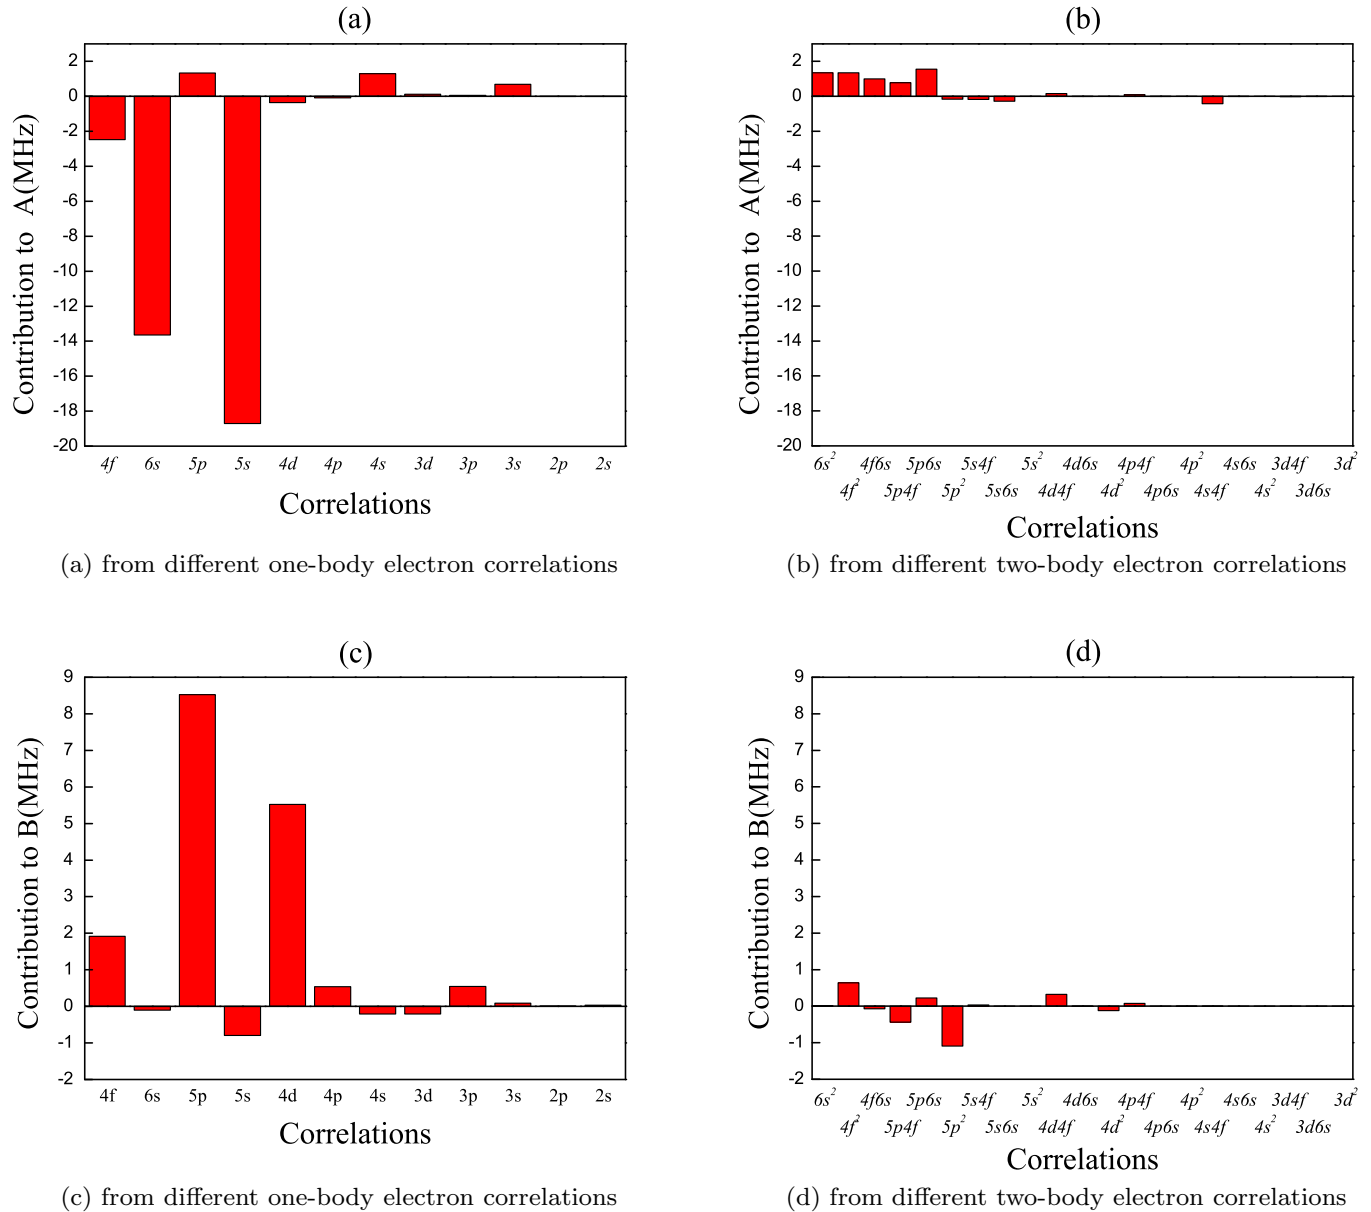 (a)
2
0
-2
-4
-6
-8
-10
-12
-14
-16
-18
-20
Contribution to A(MHz)
4f 6s 5p 5s 4d 4p 4s 3d 3p 3s 2p 2s
Correlations
(a) from different one-body electron correlations
(b)
2
0
-2
-4
-6
-8
-10
-12
-14
-16
-18
-20
Contribution to A(MHz)
6s² 4f6s 5p6s 5s4f 5s² 4d6s 4p4f 4p² 4s6s 3d4f 3d²
4f² 5p4f 5p² 5s6s 4d4f 4d² 4p6s 4s4f 4s² 3d6s
Correlations
(b) from different two-body electron correlations
(c)
9
8
7
6
5
4
3
2
1
0
-1
-2
Contribution to B(MHz)
4f 6s 5p 5s 4d 4p 4s 3d 3p 3s 2p 2s
Correlations
(c) from different one-body electron correlations
(d)
9
8
7
6
5
4
3
2
1
0
-1
-2
Contribution to B(MHz)
6s² 4f6s 5p6s 5s4f 5s² 4d6s 4p4f 4p² 4s6s 3d4f 3d²
4f² 5p4f 5p² 5s6s 4d4f 4d² 4p6s 4s4f 4s² 3d6s
Correlations
(d) from different two-body electron correlations